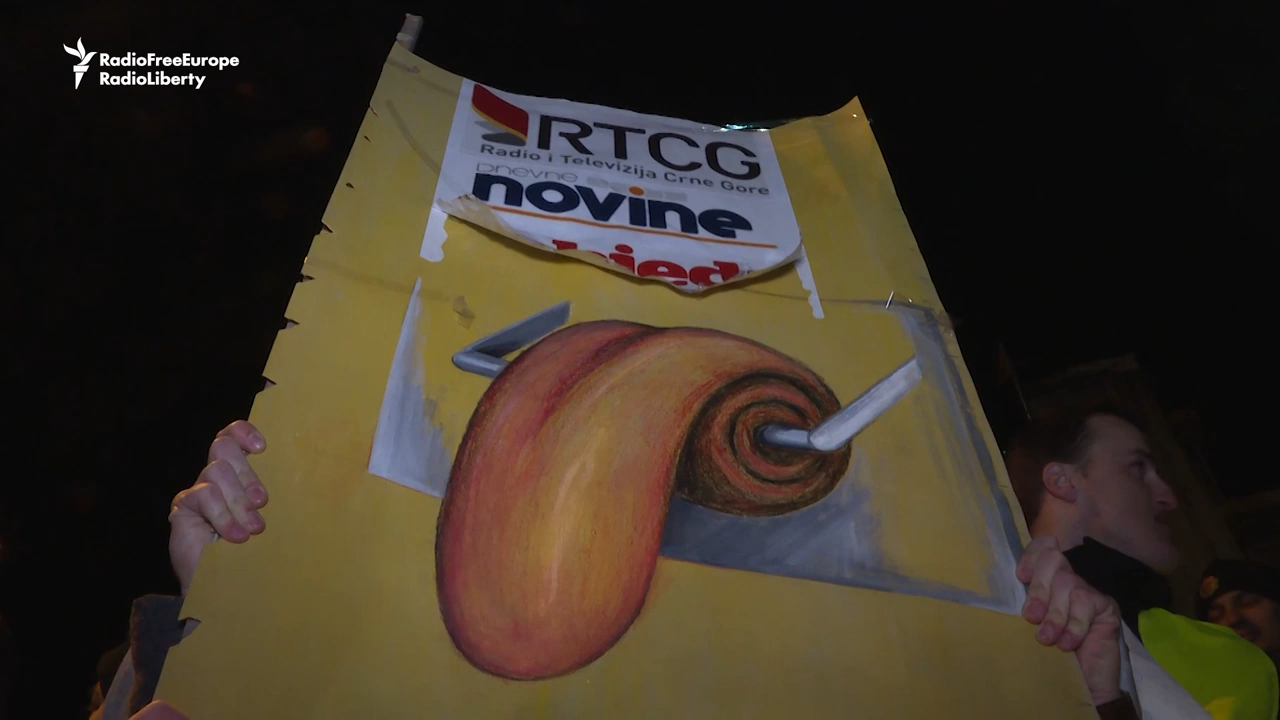 RadioFreeEurope
RadioLiberty
RTCG
Radio i Televizija Crne Gore
Dnevne
novine